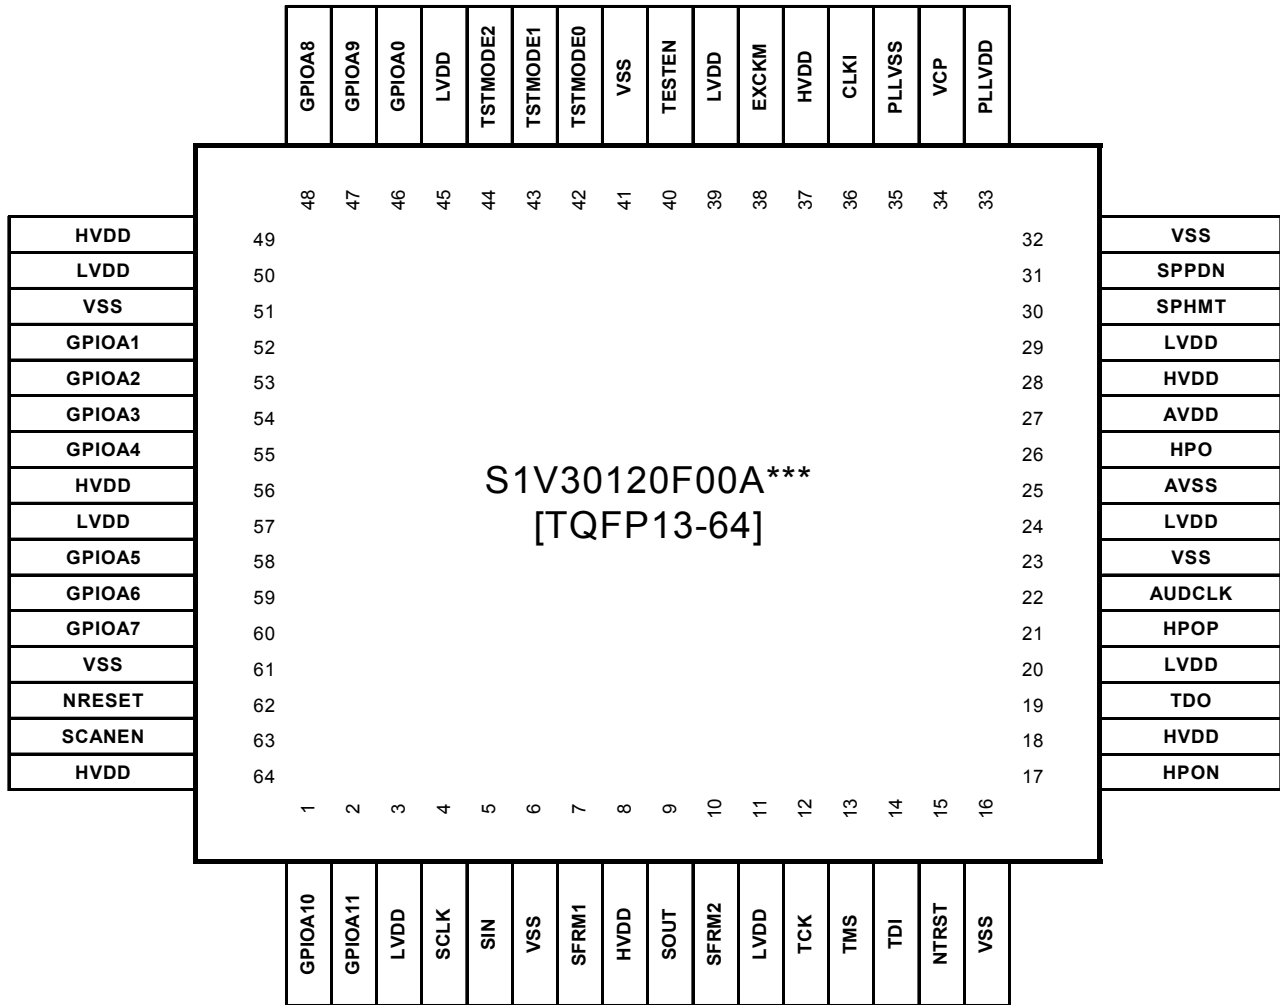 GPIOA8 GPIOA9 GPIOA0 LVDD TSTMODE2 TSTMODE1 TSTMODE0 VSS TESTEN LVDD EXCKM HVDD CLKI PLLVSS VCP PLLVDD
48 47 46 45 44 43 42 41 40 39 38 37 36 35 34 33
HVDD 49 32 VSS
LVDD 50 31 SPPDN
VSS 51 30 SPHMT
GPIOA1 52 29 LVDD
GPIOA2 53 28 HVDD
GPIOA3 54 27 AVDD
GPIOA4 55 26 HPO
HVDD 56 25 AVSS
LVDD 57 24 LVDD
GPIOA5 58 23 VSS
GPIOA6 59 22 AUDCLK
GPIOA7 60 21 HPOP
VSS 61 20 LVDD
NRESET 62 19 TDO
SCANEN 63 18 HVDD
HVDD 64 17 HPON
S1V30120F00A***
[TQFP13-64]
1 2 3 4 5 6 7 8 9 10 11 12 13 14 15 16
GPIOA10 GPIOA11 LVDD SCLK SIN VSS SFRM1 HVDD SOUT SFRM2 LVDD TCK TMS TDI NTRST VSS